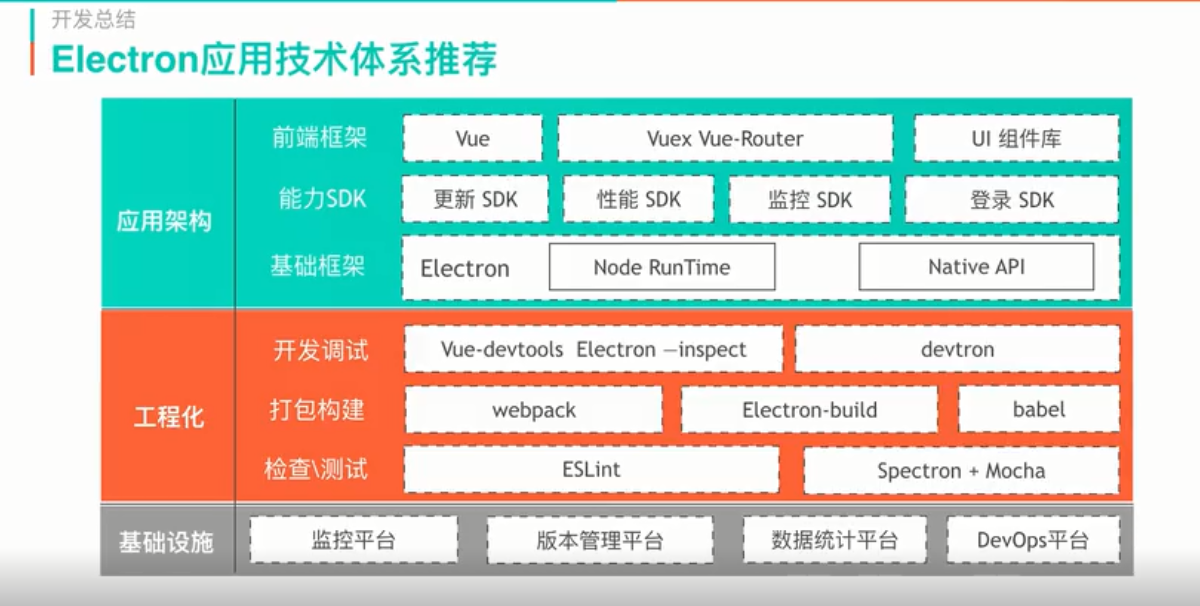 开发总结
Electron应用技术体系推荐
应用架构
前端框架 Vue Vuex Vue-Router UI 组件库
能力SDK 更新 SDK 性能 SDK 监控 SDK 登录 SDK
基础框架 Electron Node RunTime Native API
工程化
开发调试 Vue-devtools Electron —inspect devtron
打包构建 webpack Electron-build babel
检查\测试 ESLint Spectron + Mocha
基础设施 监控平台 版本管理平台 数据统计平台 DevOps平台